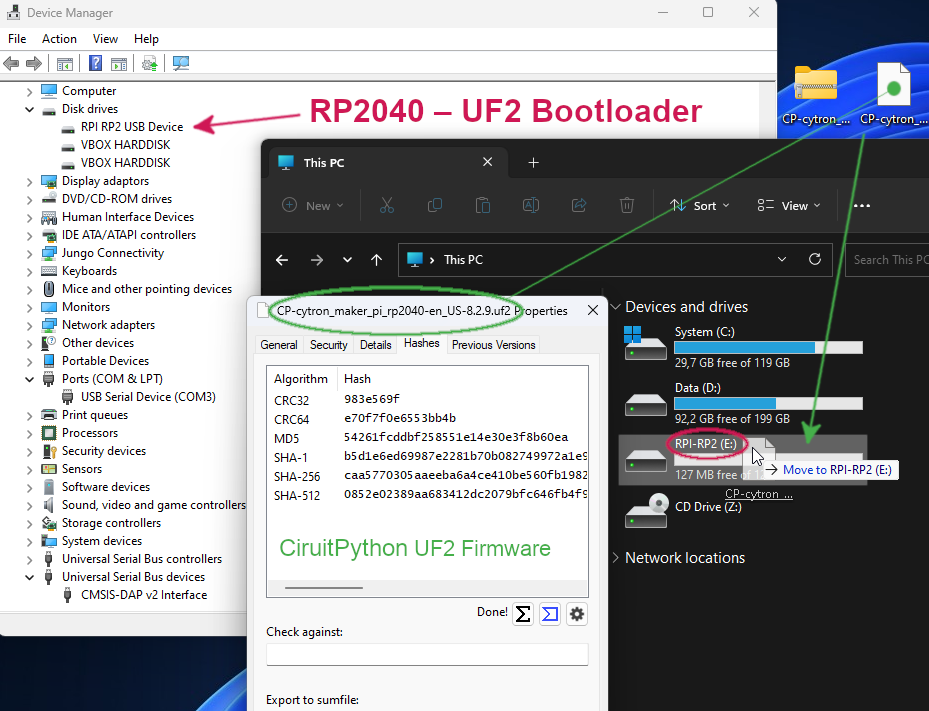 Device Manager
File Action View Help
Computer
Disk drives
RPI RP2 USB Device
VBOX HARDDISK
VBOX HARDDISK
Display adaptors
DVD/CD-ROM drives
Human Interface Devices
IDE ATA/ATAPI controllers
Jungo Connectivity
Keyboards
Mice and other pointing devices
Monitors
Network adapters
Other devices
Portable Devices
Ports (COM & LPT)
USB Serial Device (COM3)
Print queues
Processors
Security devices
Sensors
Software devices
Sound, video and game controllers
Storage controllers
System devices
Universal Serial Bus controllers
Universal Serial Bus devices
CMSIS-DAP v2 Interface
RP2040 – UF2 Bootloader
CP-cytron_... CP-cytron_...
This PC
New Sort View
This PC
Search This PC
Devices and drives
System (C:)
29,7 GB free of 119 GB
Data (D:)
92,2 GB free of 199 GB
RPI-RP2 (E:)
127 MB free of
Move to RPI-RP2 (E:)
CP-cytron_...
CD Drive (Z:)
Network locations
CP-cytron_maker_pi_rp2040-en_US-8.2.9.uf2 Properties
General Security Details Hashes Previous Versions
Algorithm Hash
CRC32 983e569f
CRC64 e70f7f0e6553bb4b
MD5 54261fcddbf258551e14e30e3f8b60ea
SHA-1 b5d1e6ed69987e2281b70b082749972a1e9
SHA-256 caa5770305aaeeba6a4ce410be560fb1982
SHA-512 0852e02389aa683412dc2079bfc646fb4f9
CiruitPython UF2 Firmware
Done!
Check against:
Export to sumfile: